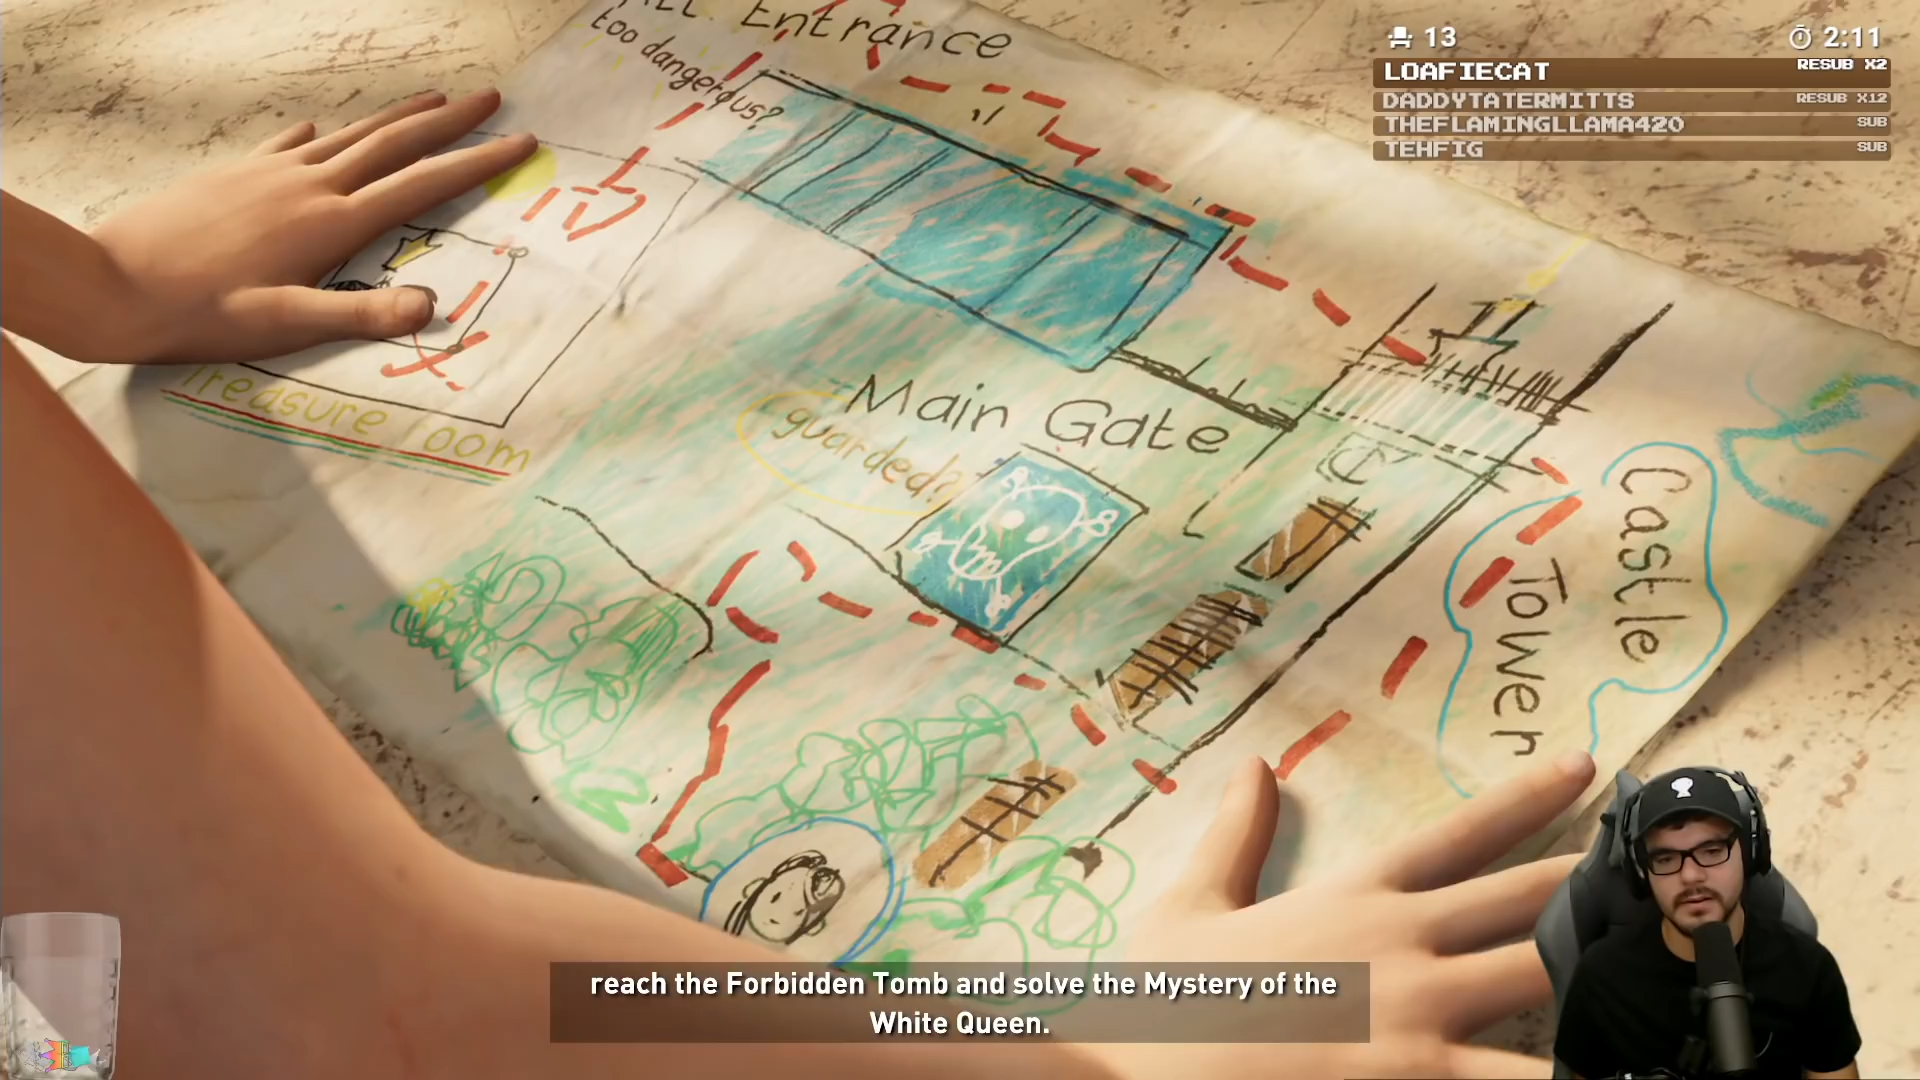 Entrance
too dangerous?
13
2:11
LOAFIECAT RESUB X2
DADDYTATERMITTS RESUB X12
THEFLAMINGLLAMA420 SUB
TEHFIG SUB
Treasure room
Main Gate
guarded?
Castle
Tower
reach the Forbidden Tomb and solve the Mystery of the
White Queen.